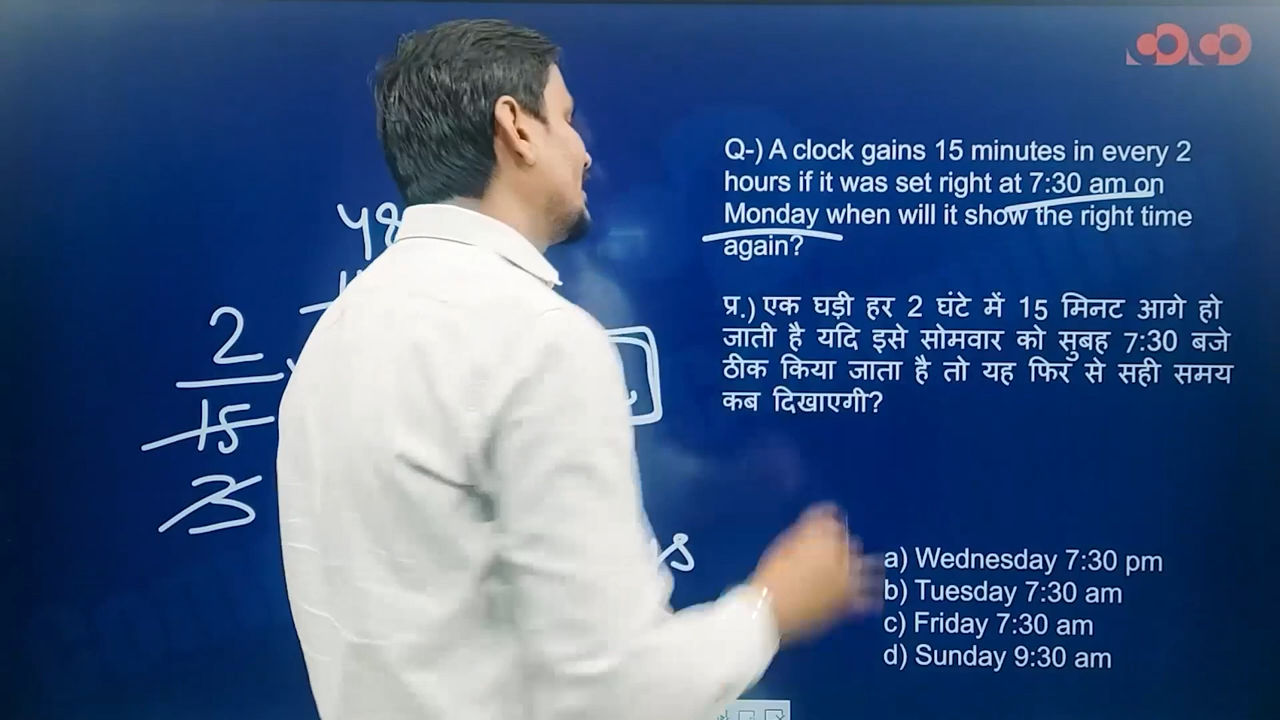 Q-) A clock gains 15 minutes in every 2
hours if it was set right at 7:30 am on
Monday when will it show the right time
again?
प्र.) एक घड़ी हर 2 घंटे में 15 मिनट आगे हो
जाती है यदि इसे सोमवार को सुबह 7:30 बजे
ठीक किया जाता है तो यह फिर से सही समय
कब दिखाएगी?
a) Wednesday 7:30 pm
b) Tuesday 7:30 am
c) Friday 7:30 am
d) Sunday 9:30 am
2
15
3